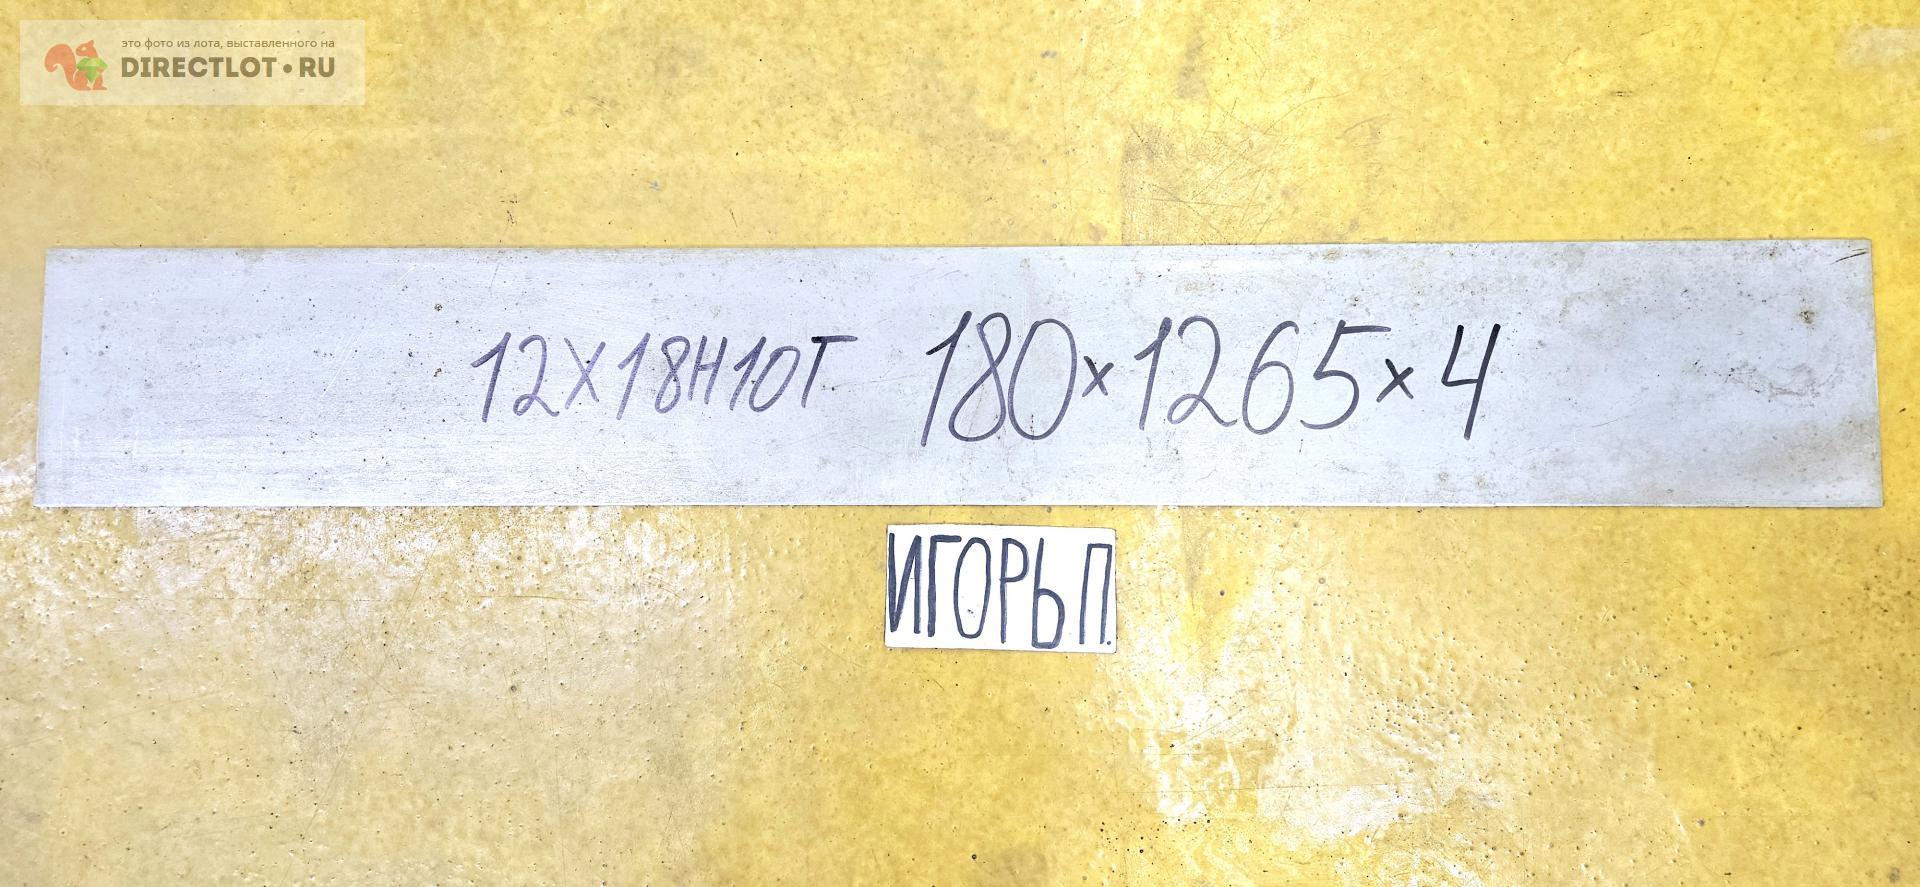 это фото из лота, выставленного на
DIRECTLOT•RU
12Х18Н10Т 180×1265×4
ИГОРЬ П.